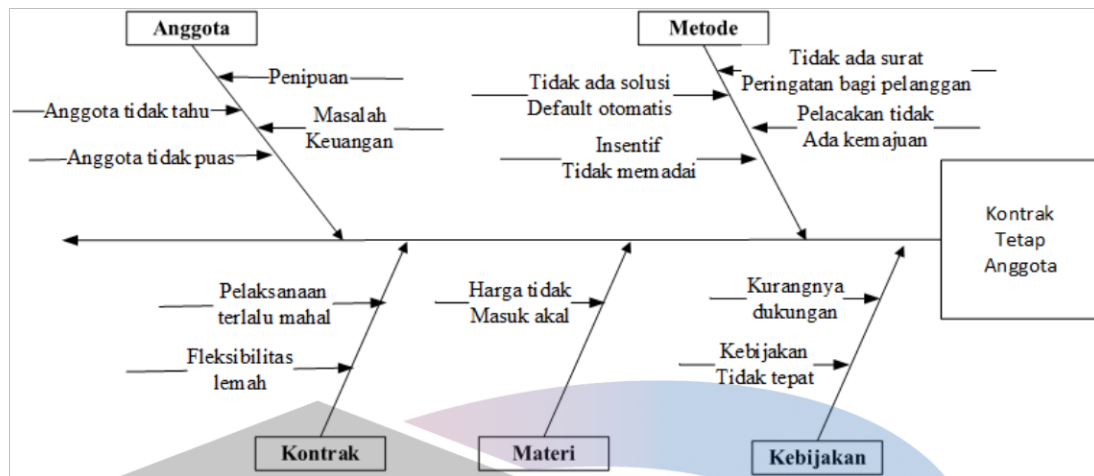 Anggota
Metode
Penipuan
Anggota tidak tahu
Masalah
Keuangan
Anggota tidak puas
Tidak ada surat
Peringatan bagi pelanggan
Tidak ada solusi
Default otomatis
Pelacakan tidak
Ada kemajuan
Insentif
Tidak memadai
Kontrak
Tetap
Anggota
Pelaksanaan
terlalu mahal
Fleksibilitas
lemah
Harga tidak
Masuk akal
Kurangnya
dukungan
Kebijakan
Tidak tepat
Kontrak
Materi
Kebijakan